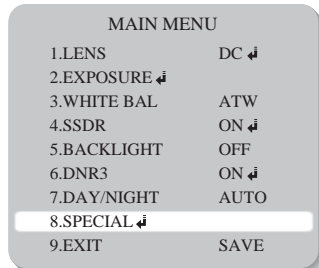 MAIN MENU
1.LENS DC ↲
2.EXPOSURE ↲
3.WHITE BAL ATW
4.SSDR ON ↲
5.BACKLIGHT OFF
6.DNR3 ON ↲
7.DAY/NIGHT AUTO
8.SPECIAL ↲
9.EXIT SAVE